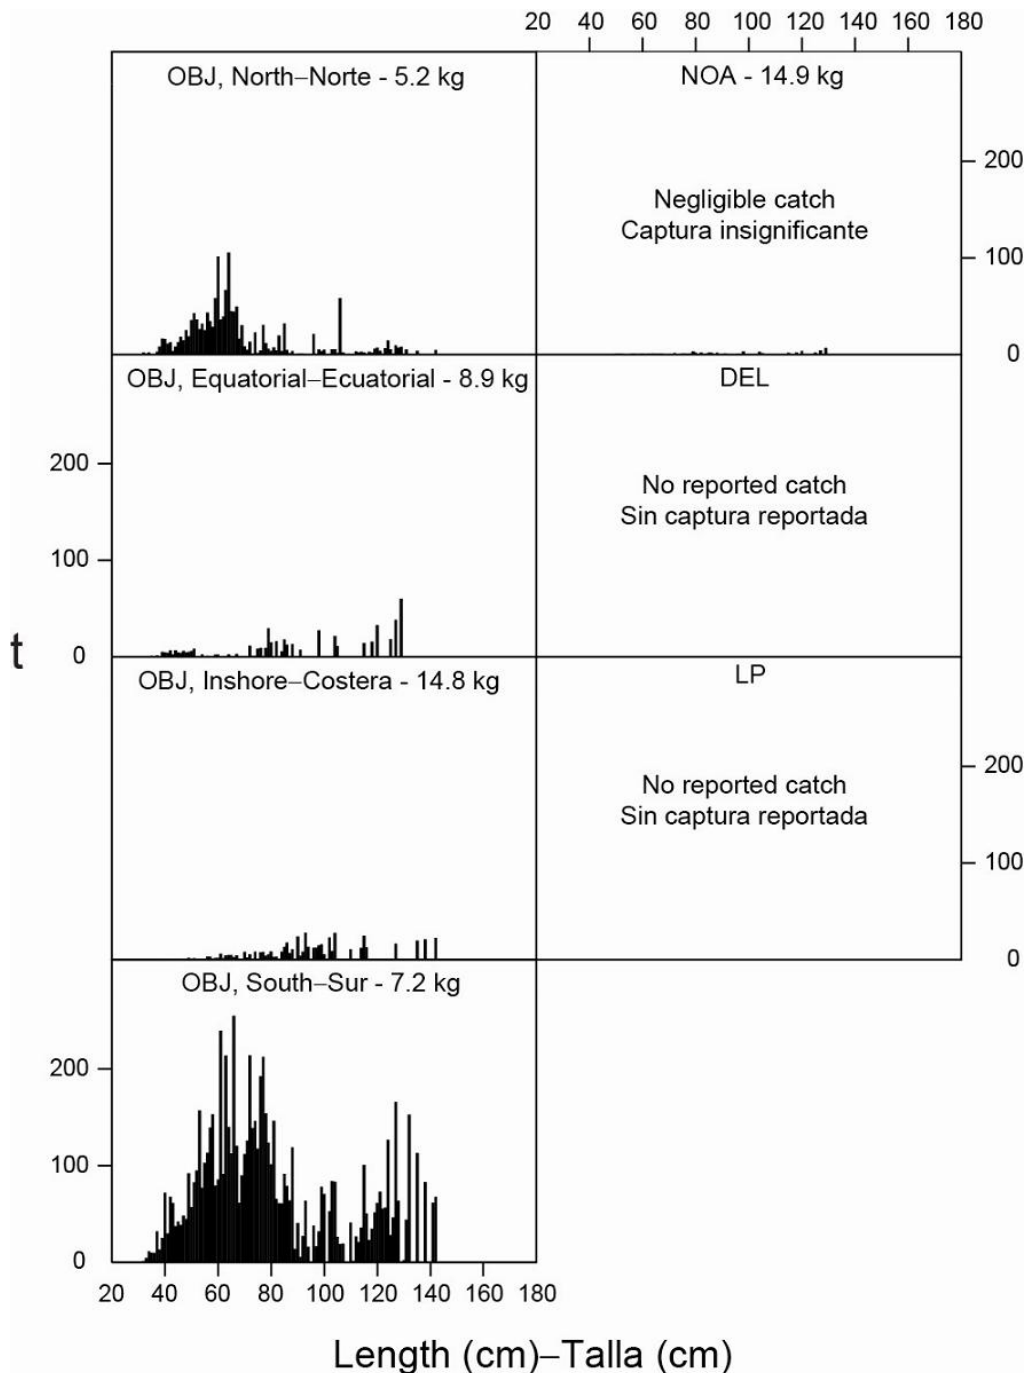 20 40 60 80 100 120 140 160 180
OBJ, North–Norte - 5.2 kg
NOA - 14.9 kg
200
Negligible catch
Captura insignificante
100
0
OBJ, Equatorial–Ecuatorial - 8.9 kg
DEL
200
No reported catch
Sin captura reportada
100
t
0
OBJ, Inshore–Costera - 14.8 kg
LP
200
No reported catch
Sin captura reportada
100
0
OBJ, South–Sur - 7.2 kg
200
100
0
20 40 60 80 100 120 140 160 180
Length (cm)–Talla (cm)